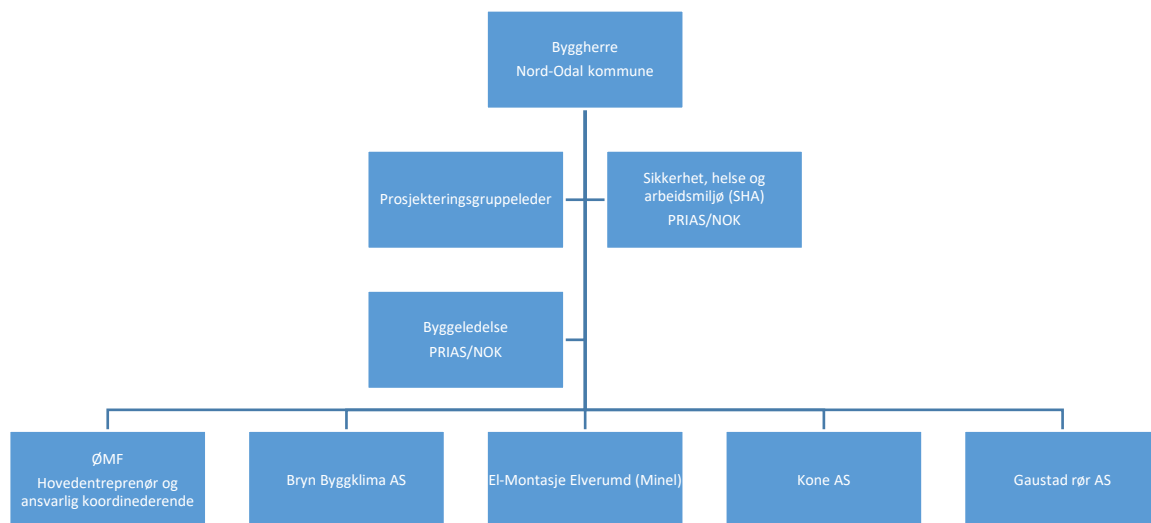 Byggherre
Nord-Odal kommune
Prosjekteringsgruppeleder
Sikkerhet, helse og
arbeidsmiljø (SHA)
PRIAS/NOK
Byggeledelse
PRIAS/NOK
ØMF
Hovedentreprenør og
ansvarlig koordinederende
Bryn Byggklima AS
El-Montasje Elverumd (Minel)
Kone AS
Gaustad rør AS